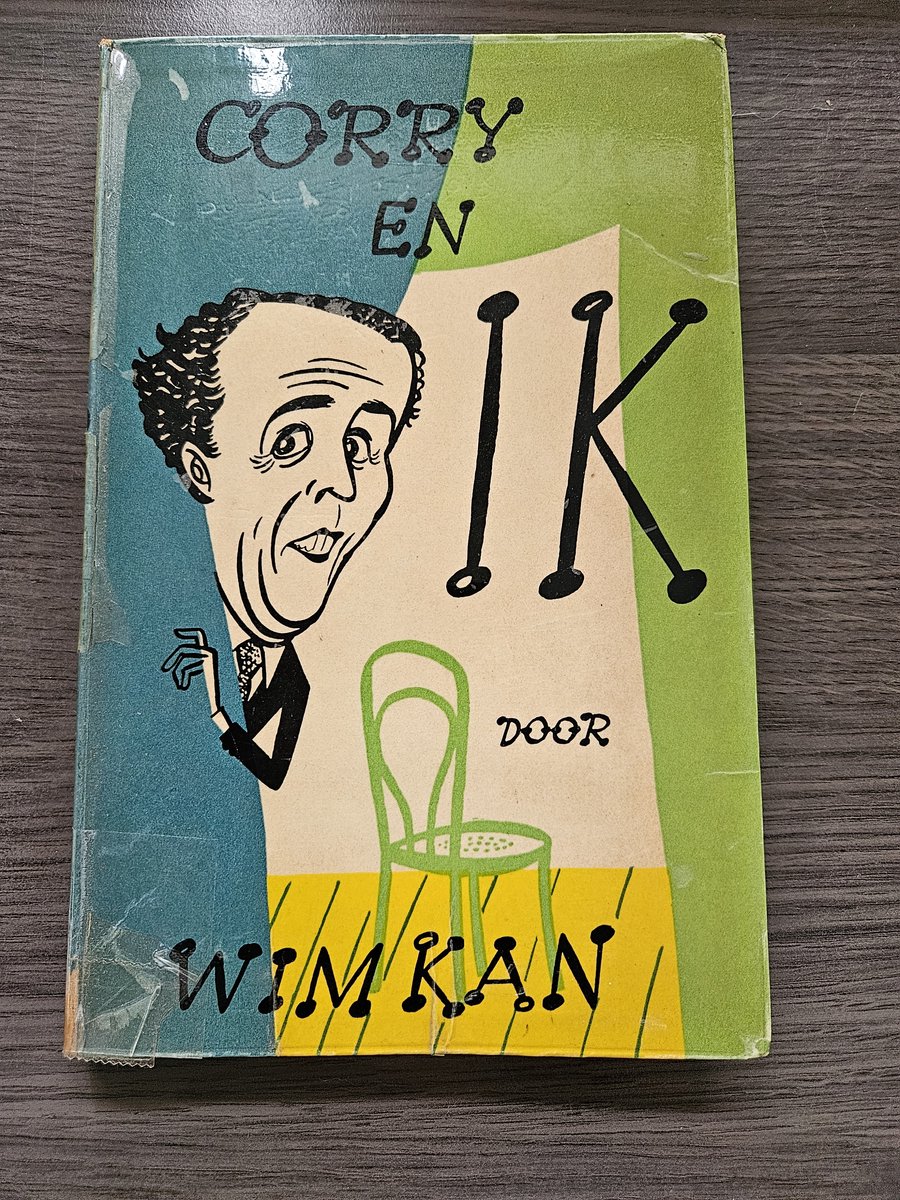 CORRY
EN
IK
DOOR
WIM KAN